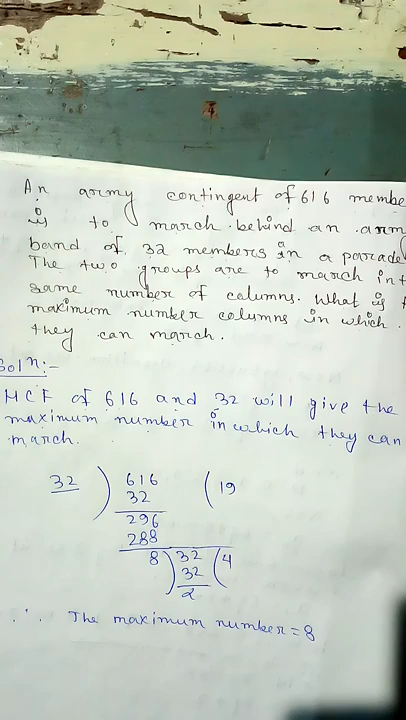 An army contingent of 616 membe
is to march behind an arm
band of 32 members in a parade
The two groups are to march in t
same number of columns. What is t
maximum number columns in which
they can march.
Solⁿ:-
HCF of 616 and 32 will give the
maximum number in which they can
march.
32 ) 616 ( 19
32
296
288
8 ) 32 ( 4
32
2
∴ The maximum number = 8